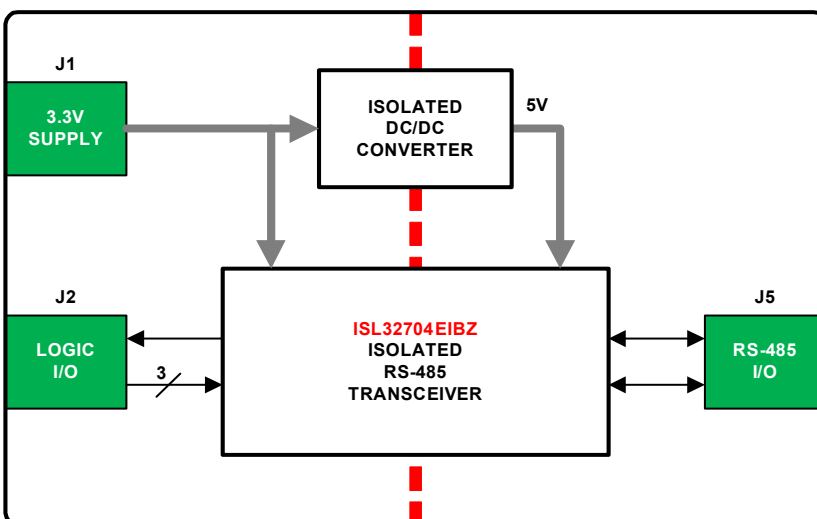 J1
3.3V
SUPPLY
ISOLATED
DC/DC
CONVERTER
5V
J2
LOGIC
I/O
3
ISL32704EIBZ
ISOLATED
RS-485
TRANSCEIVER
J5
RS-485
I/O